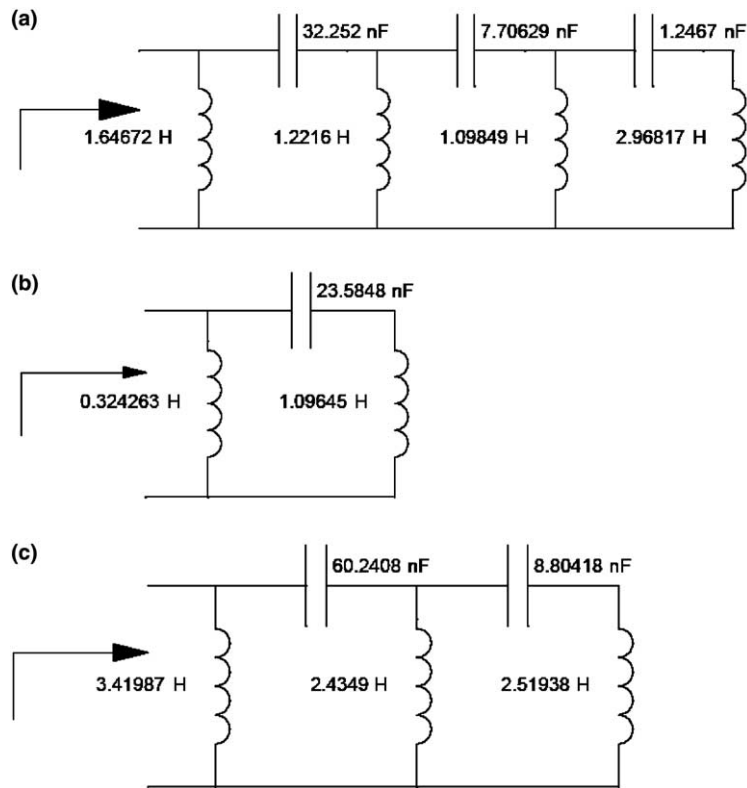 (a)
32.252 nF 7.70629 nF 1.2467 nF
1.64672 H 1.2216 H 1.09849 H 2.96817 H
(b)
23.5848 nF
0.324263 H 1.09645 H
(c)
60.2408 nF 8.80418 nF
3.41987 H 2.4349 H 2.51938 H